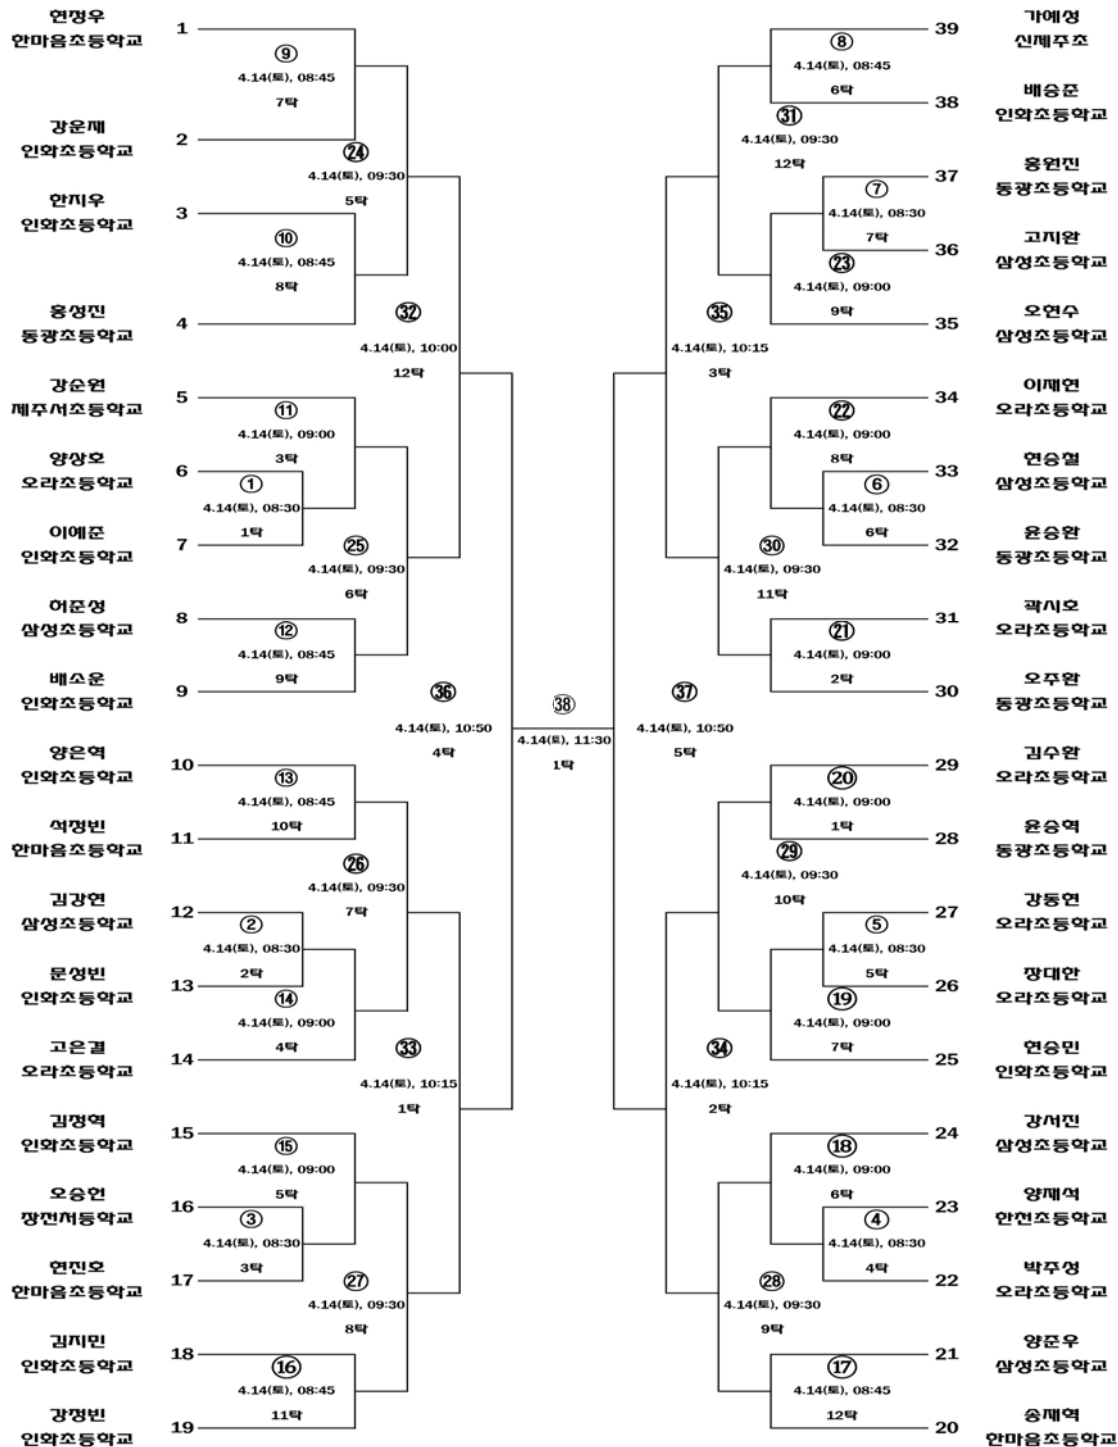 현정우
한마음초등학교
1
⑨
4.14(토), 08:45
7탁
강운재
인화초등학교
2
㉔
4.14(토), 09:30
5탁
한지우
인화초등학교
3
⑩
4.14(토), 08:45
8탁
홍성진
동광초등학교
4
㉜
4.14(토), 10:00
12탁
강순원
제주서초등학교
5
⑪
4.14(토), 09:00
3탁
양상호
오라초등학교
6
①
4.14(토), 08:30
1탁
이예준
인화초등학교
7
㉕
4.14(토), 09:30
6탁
허준성
삼성초등학교
8
⑫
4.14(토), 08:45
9탁
배소운
인화초등학교
9
㊱
4.14(토), 10:50
4탁
양은혁
인화초등학교
10
⑬
4.14(토), 08:45
10탁
석정빈
한마음초등학교
11
㉖
4.14(토), 09:30
7탁
김강현
삼성초등학교
12
②
4.14(토), 08:30
2탁
문성빈
인화초등학교
13
⑭
4.14(토), 09:00
4탁
고은결
오라초등학교
14
㉝
4.14(토), 10:15
1탁
김정혁
인화초등학교
15
⑮
4.14(토), 09:00
5탁
오승헌
장전처등학교
16
③
4.14(토), 08:30
3탁
현진호
한마음초등학교
17
㉗
4.14(토), 09:30
8탁
김지민
인화초등학교
18
⑯
4.14(토), 08:45
11탁
강정빈
인화초등학교
19
㊳
4.14(토), 11:30
1탁
39
가예성
신제주초
⑧
4.14(토), 08:45
6탁
38
배승준
인화초등학교
㉛
4.14(토), 09:30
12탁
37
홍원진
동광초등학교
⑦
4.14(토), 08:30
7탁
36
고지완
삼성초등학교
㉓
4.14(토), 09:00
9탁
35
오현수
삼성초등학교
㉟
4.14(토), 10:15
3탁
34
이재현
오라초등학교
㉒
4.14(토), 09:00
8탁
33
현승철
삼성초등학교
⑥
4.14(토), 08:30
6탁
32
윤승환
동광초등학교
㉚
4.14(토), 09:30
11탁
31
곽시호
오라초등학교
㉑
4.14(토), 09:00
2탁
30
오주환
동광초등학교
㊲
4.14(토), 10:50
5탁
29
김수환
오라초등학교
⑳
4.14(토), 09:00
1탁
28
윤승혁
동광초등학교
㉙
4.14(토), 09:30
10탁
27
강동현
오라초등학교
⑤
4.14(토), 08:30
5탁
26
장대한
오라초등학교
⑲
4.14(토), 09:00
7탁
25
현승민
인화초등학교
㉞
4.14(토), 10:15
2탁
24
강서진
삼성초등학교
⑱
4.14(토), 09:00
6탁
23
양재석
한천초등학교
④
4.14(토), 08:30
4탁
22
박주성
오라초등학교
㉘
4.14(토), 09:30
9탁
21
양준우
삼성초등학교
⑰
4.14(토), 08:45
12탁
20
송재혁
한마음초등학교